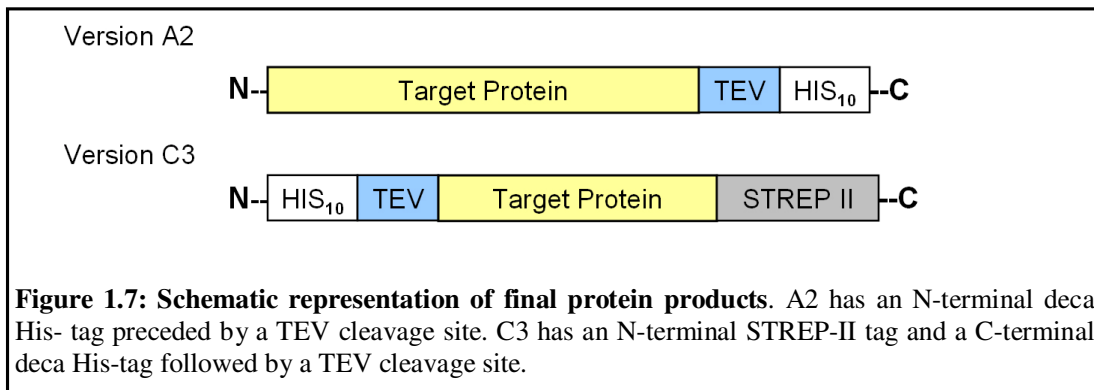 Version A2
N-- Target Protein TEV HIS10 --C
Version C3
N-- HIS10 TEV Target Protein STREP II --C
Figure 1.7: Schematic representation of final protein products. A2 has an N-terminal deca
His- tag preceded by a TEV cleavage site. C3 has an N-terminal STREP-II tag and a C-terminal
deca His-tag followed by a TEV cleavage site.